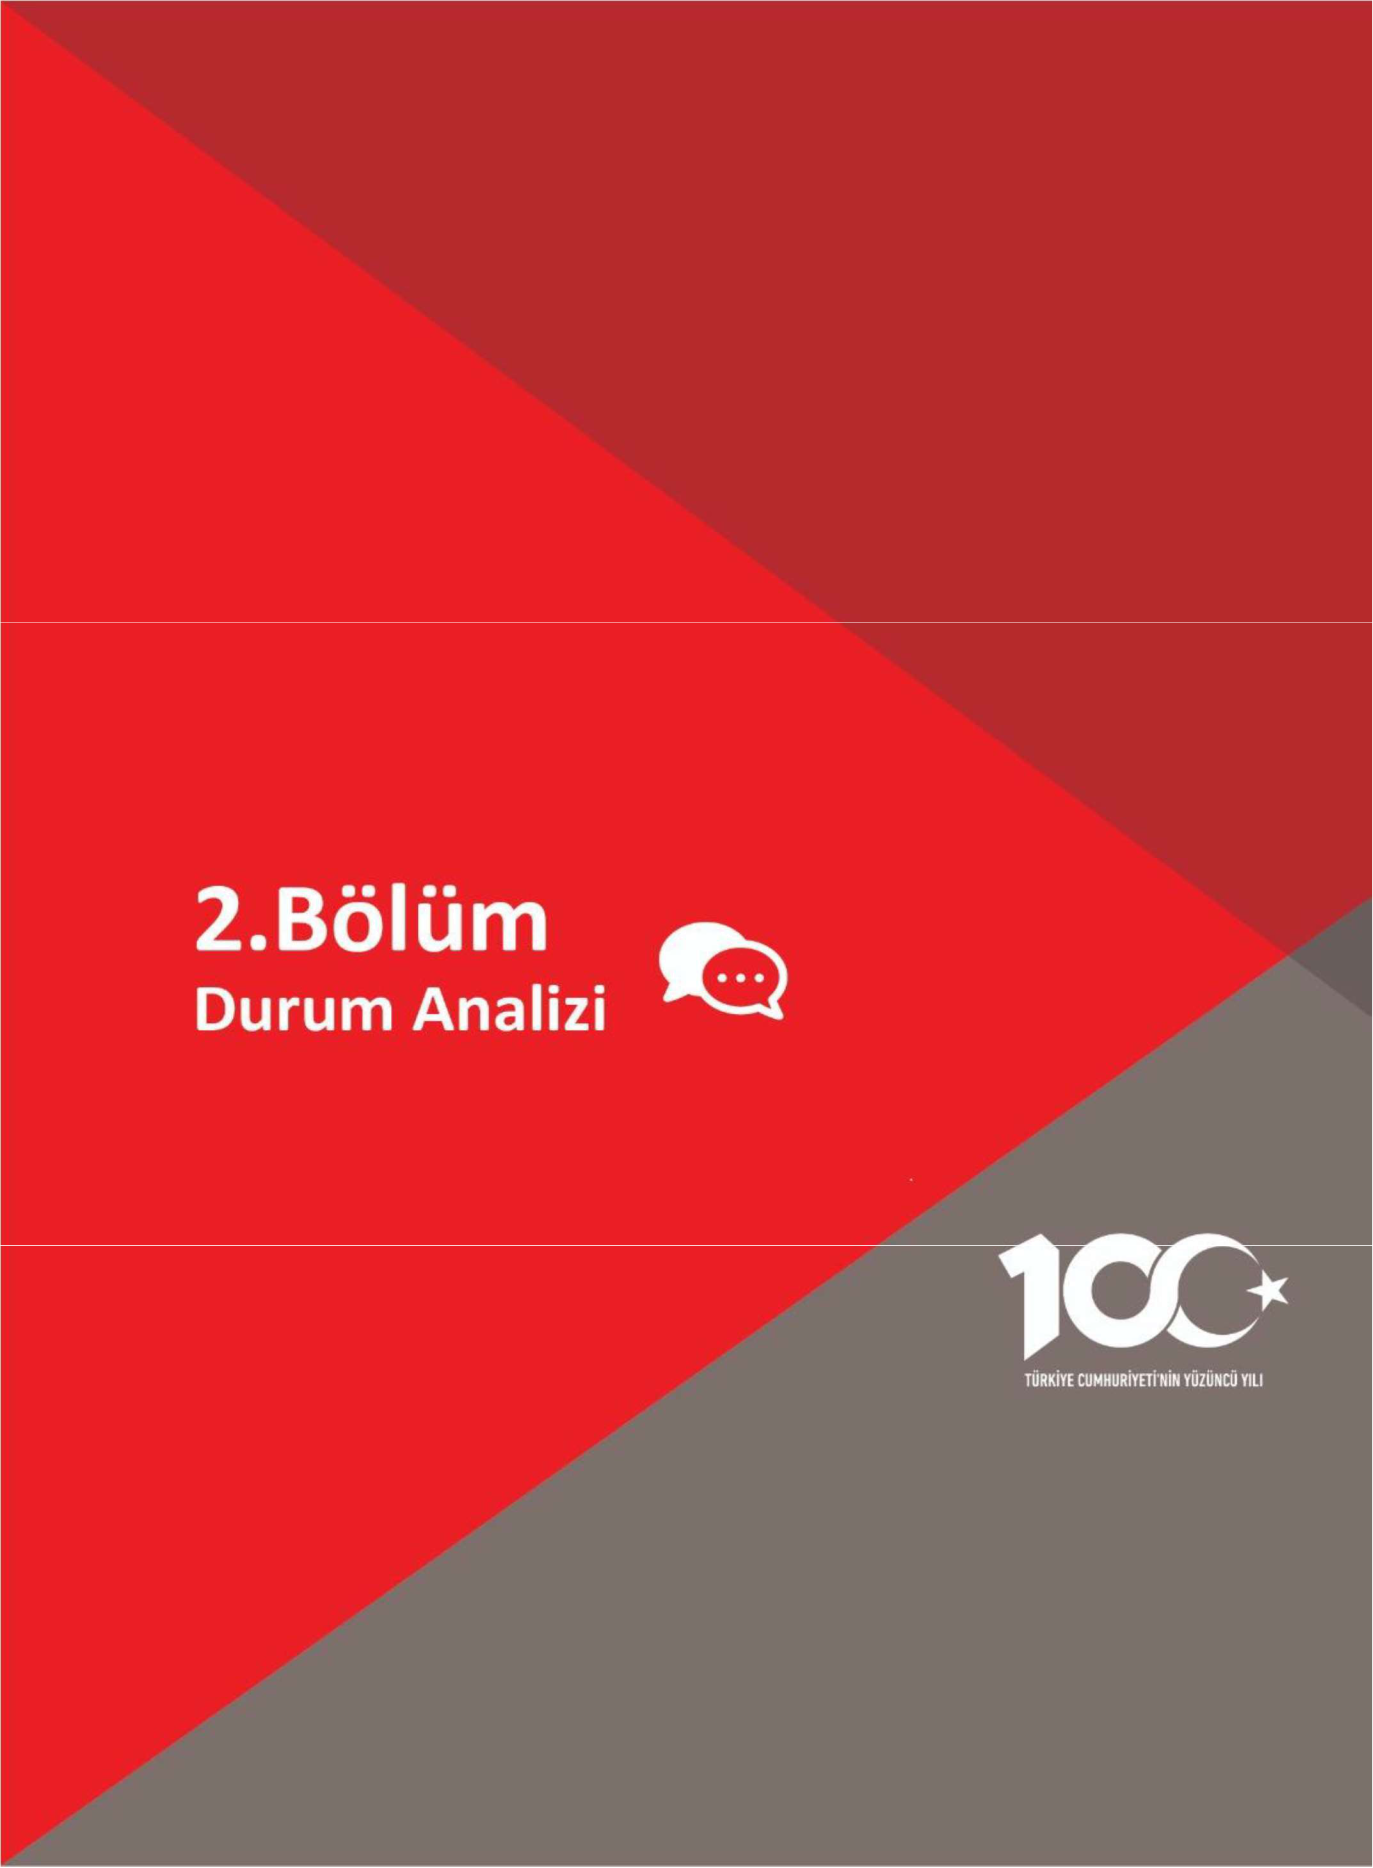 2.Bölüm
Durum Analizi
100
TÜRKİYE CUMHURİYETİ'NİN YÜZÜNCÜ YILI